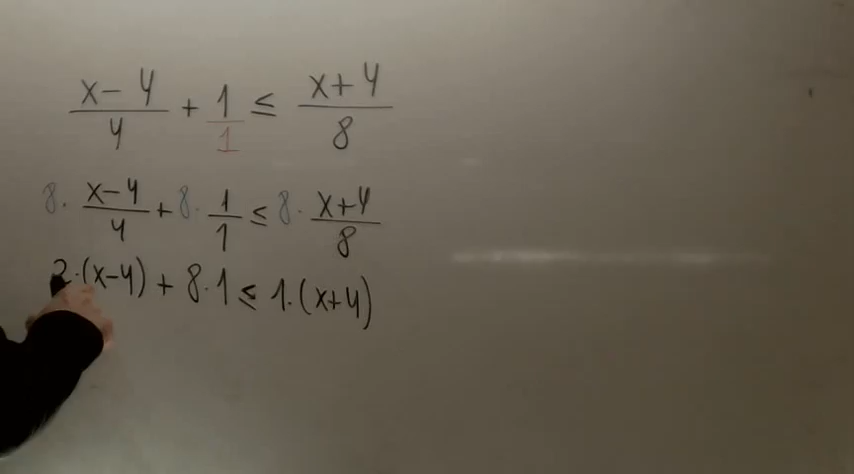 x-4/4 + 1/1 ≤ x+4/8
8· x-4/4 + 8· 1/1 ≤ 8· x+4/8
2·(x-4) + 8·1 ≤ 1·(x+4)